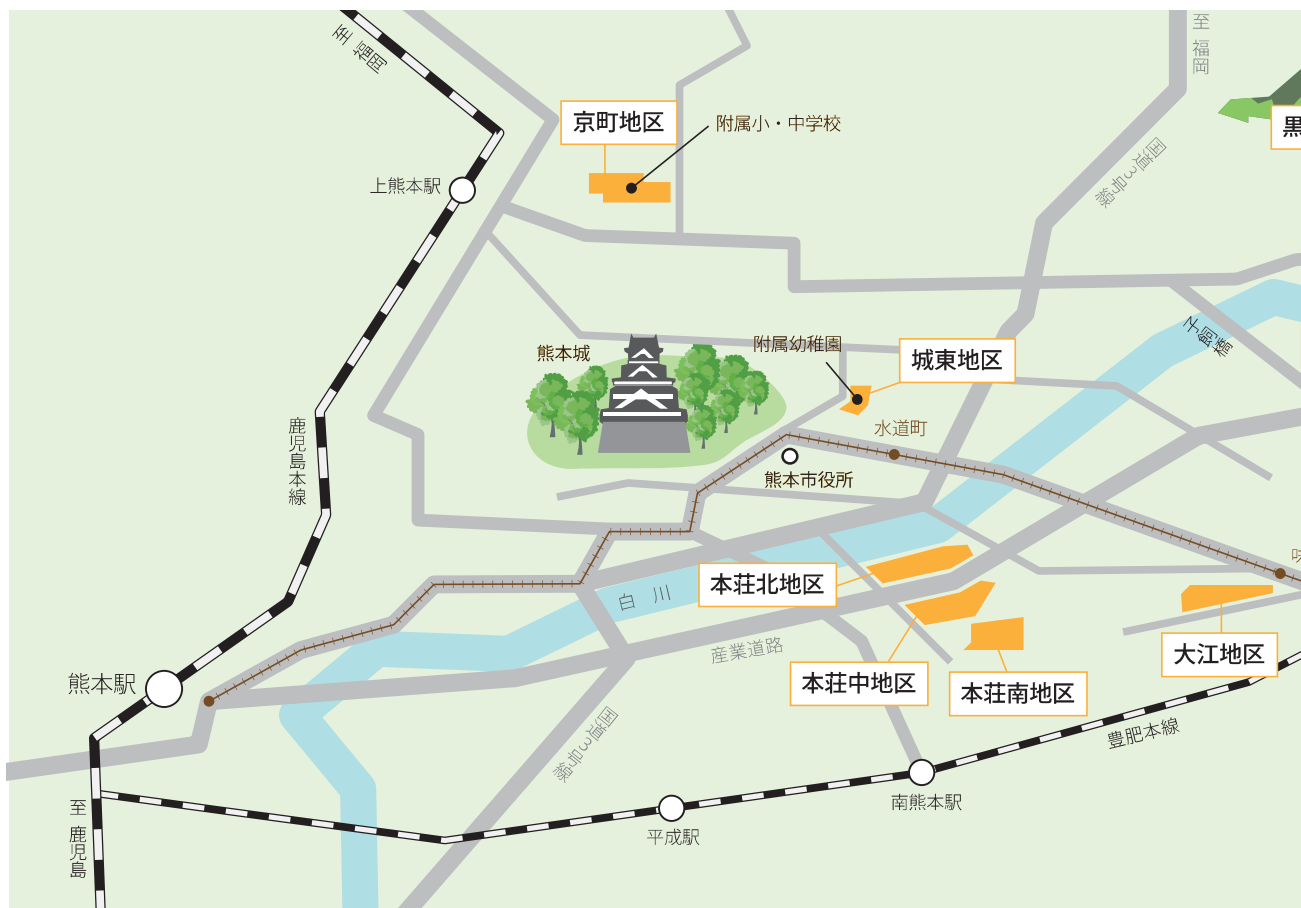 至 福岡
至 福岡
京町地区
附属小・中学校
黒
国道3号線
上熊本駅
子飼橋
附属幼稚園
熊本城
城東地区
水道町
鹿児島本線
熊本市役所
本荘北地区
白 川
産業道路
大江地区
本荘中地区
本荘南地区
熊本駅
国道3号線
豊肥本線
南熊本駅
至 鹿児島
平成駅